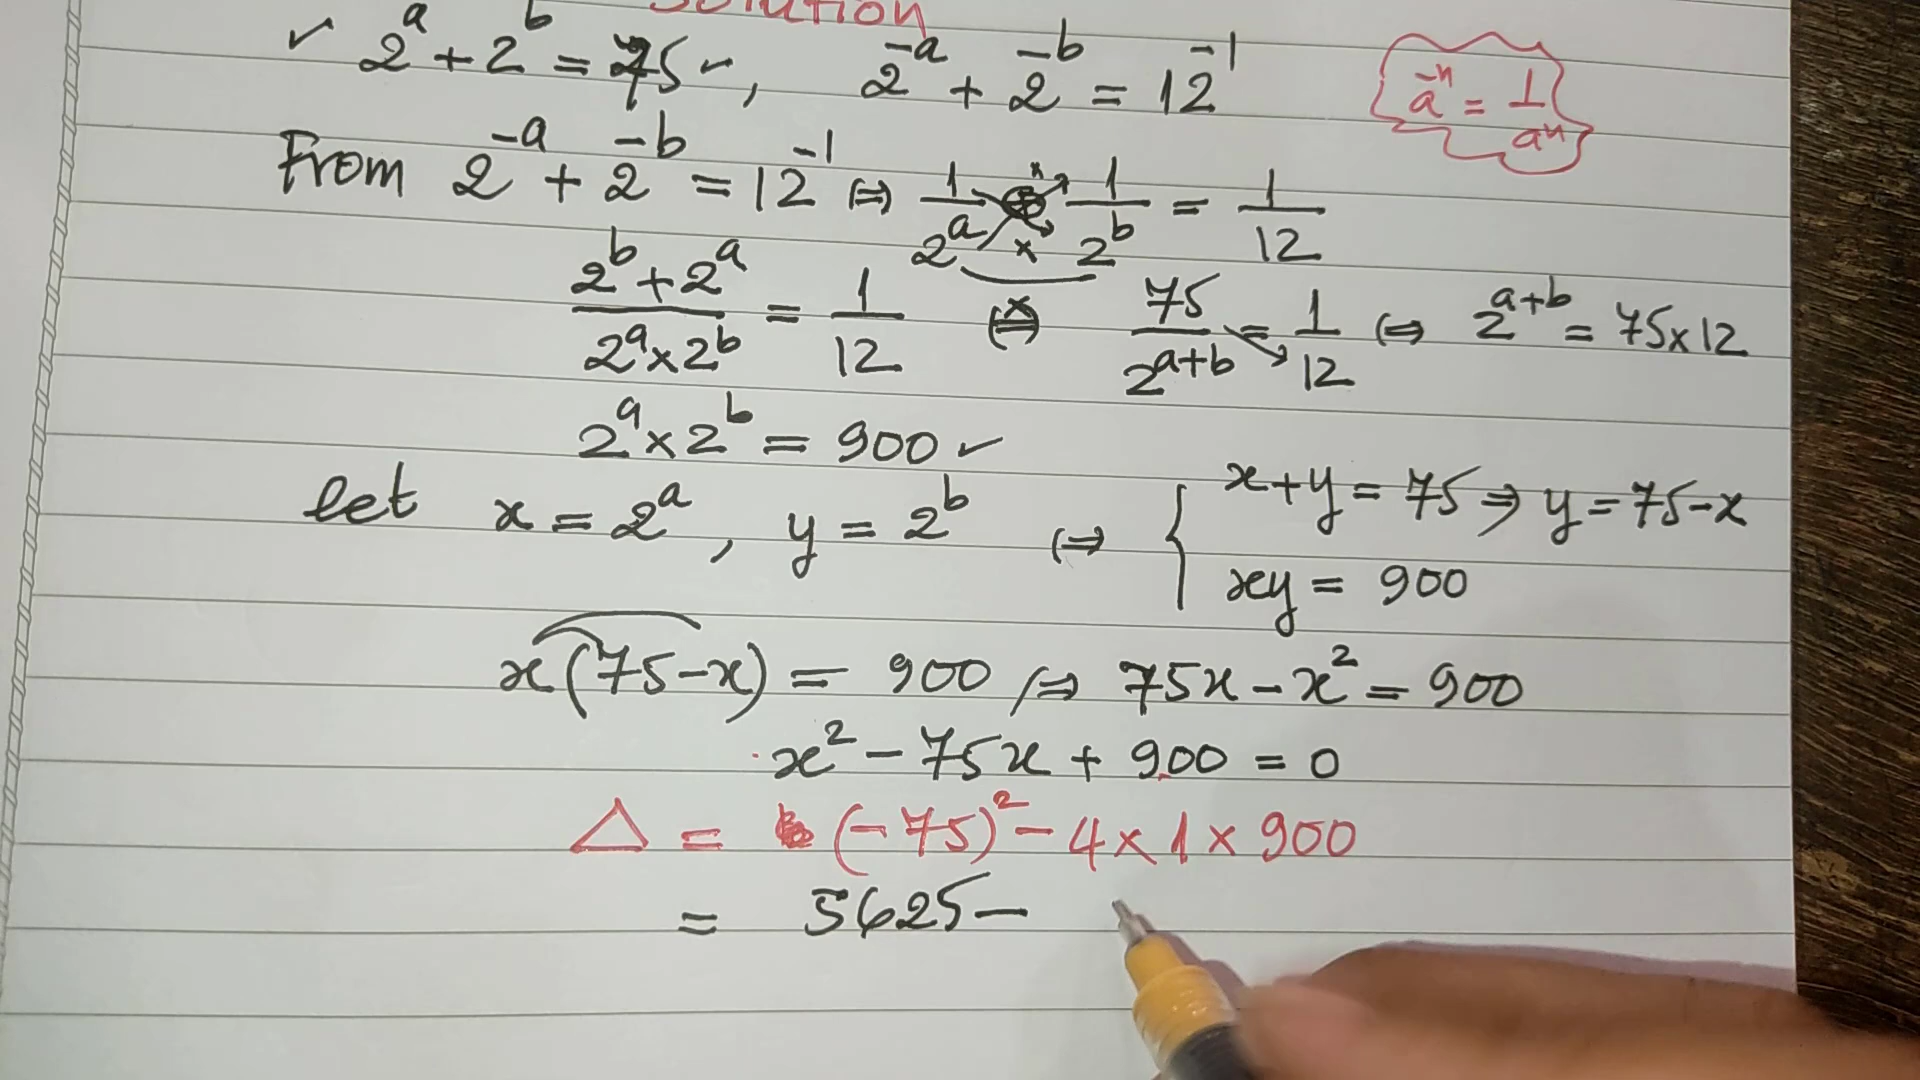 Solution
✓ 2^a + 2^b = 75 ✓, 2^-a + 2^-b = 12^-1
a^-n = 1/a^n
From 2^-a + 2^-b = 12^-1 ⇔ 1/2^a + 1/2^b = 1/12
(2^b + 2^a)/(2^a × 2^b) = 1/12 ⇔ 75/2^(a+b) = 1/12 ⇔ 2^(a+b) = 75 × 12
2^a × 2^b = 900 ✓
let x = 2^a, y = 2^b ⇔ { x + y = 75 ⇒ y = 75 - x
xy = 900
x(75 - x) = 900 ⇒ 75x - x² = 900
x² - 75x + 900 = 0
Δ = (-75)² - 4 × 1 × 900
= 5625 -